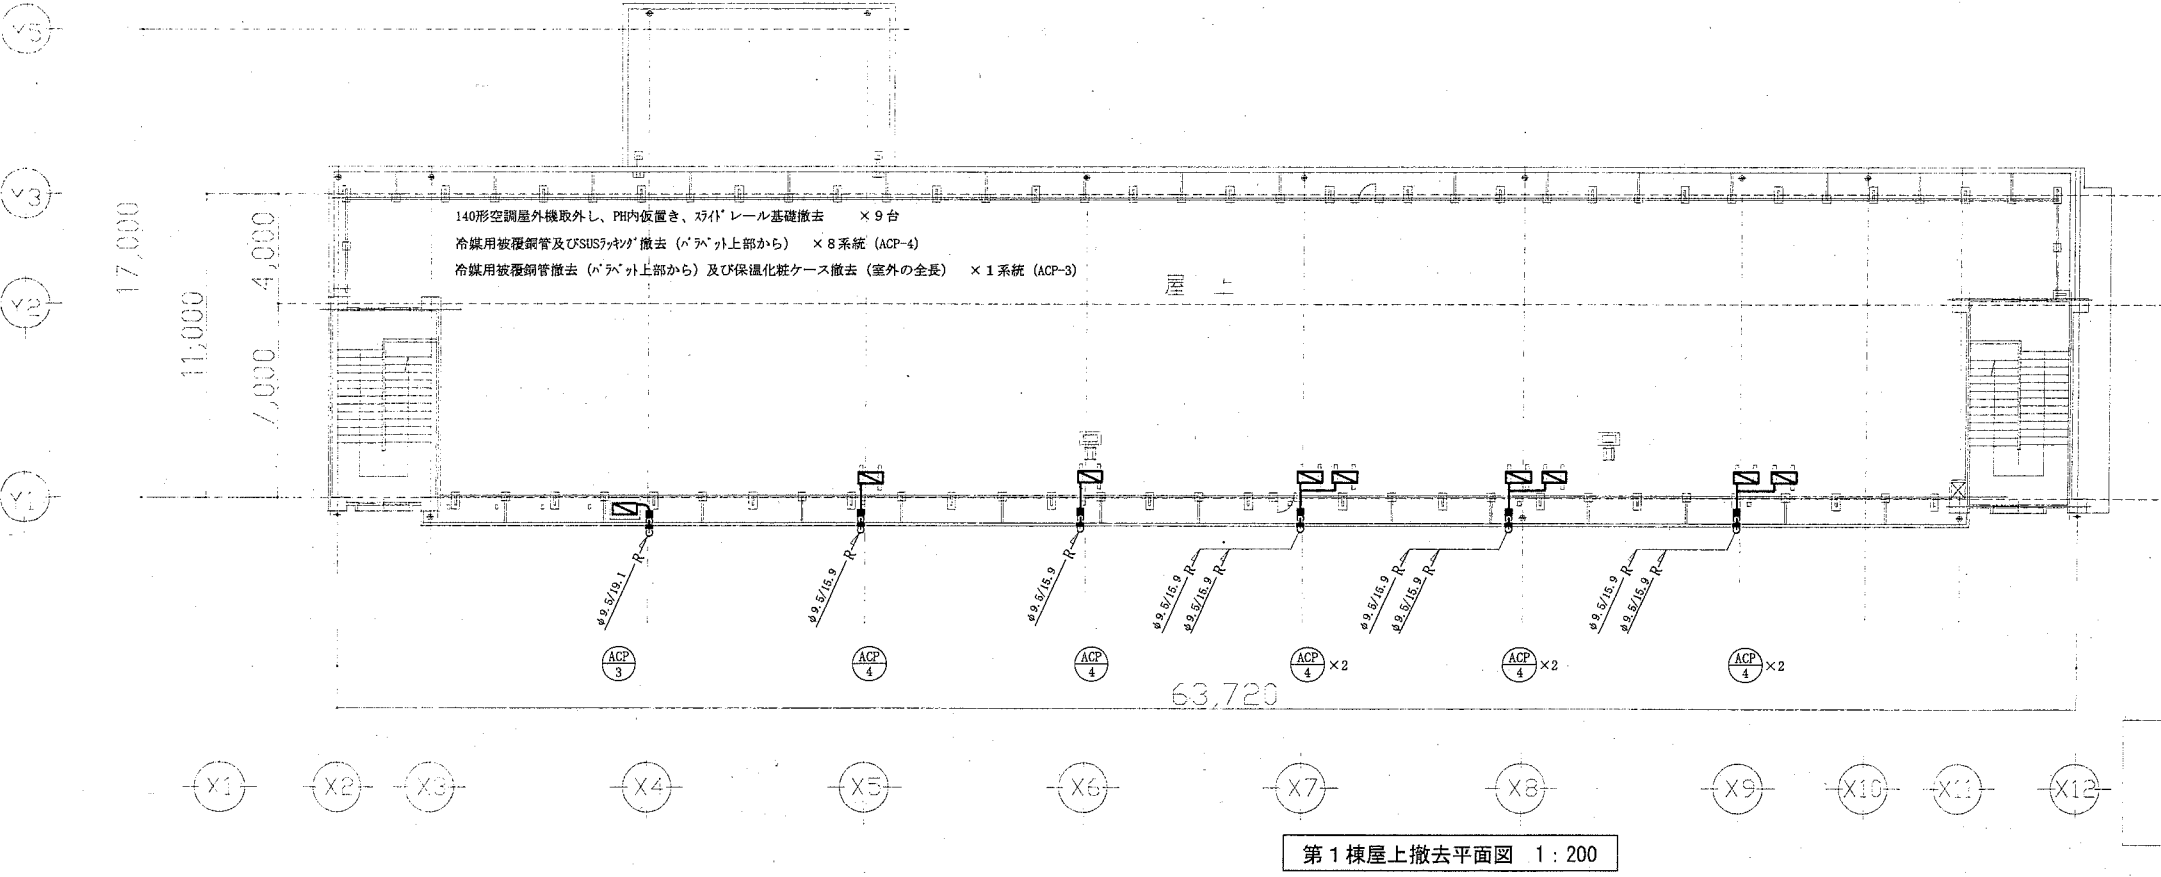 Y5
Y3
Y2
Y1
17,000
11,000
4,000
7,000
140形空調屋外機取外し、PH内仮置き、ｽﾗｲﾄﾞレール基礎撤去 ×９台
冷媒用被覆銅管及びSUSﾗｯｷﾝｸﾞ撤去（ﾊﾟﾗﾍﾟｯﾄ上部から） ×８系統 (ACP-4)
冷媒用被覆銅管撤去（ﾊﾟﾗﾍﾟｯﾄ上部から）及び保温化粧ケース撤去（室外の全長） ×１系統 (ACP-3)
屋上
φ9.5/19.1 R
φ9.5/15.9 R
φ9.5/15.9 R
φ9.5/15.9 R
φ9.5/15.9 R
φ9.5/15.9 R
φ9.5/15.9 R
φ9.5/15.9 R
φ9.5/15.9 R
ACP 3
ACP 4
ACP 4
ACP 4 ×2
ACP 4 ×2
ACP 4 ×2
63,720
X1 X2 X3 X4 X5 X6 X7 X8 X9 X10 X11 X12
第１棟屋上撤去平面図 1：200